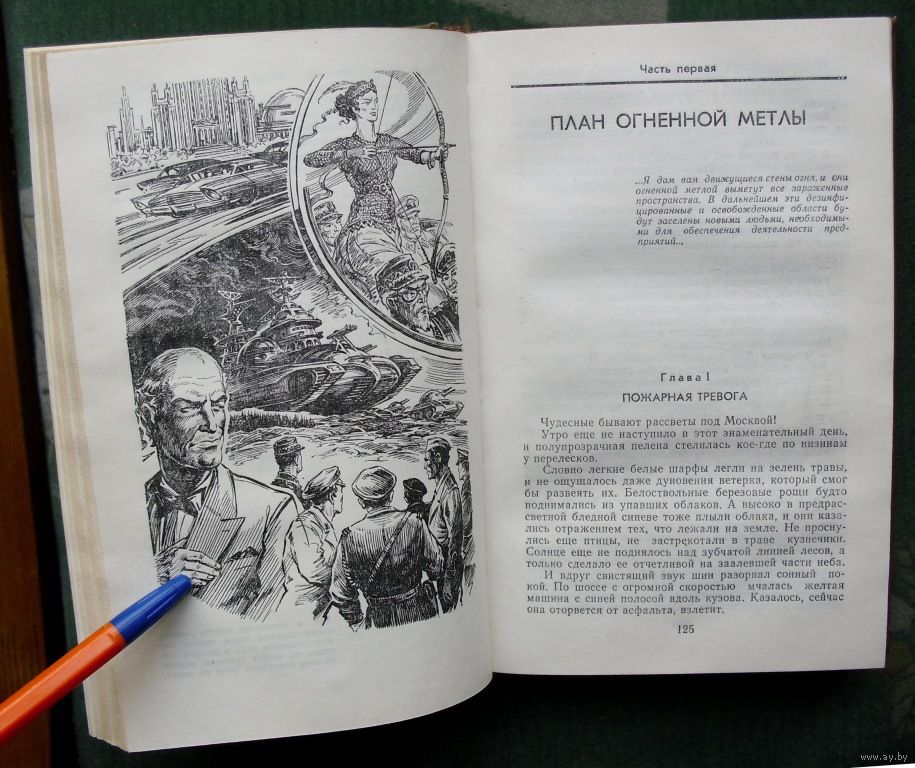 Часть первая
ПЛАН ОГНЕННОЙ МЕТЛЫ
...Я дам вам движущиеся стены огня, и они
огненной метлой выметут все зараженные
пространства. В дальнейшем эти дезинфи-
цированные и освобожденные области бу-
дут заселены новыми людьми, необходимы-
ми для обеспечения деятельности пред-
приятий...
Глава I
ПОЖАРНАЯ ТРЕВОГА
Чудесные бывают рассветы под Москвой!
Утро еще не наступило в этот знаменательный день,
и полупрозрачная пелена стелилась кое-где по низинам
у перелесков.
Словно легкие белые шарфы легли на зелень травы,
и не ощущалось даже дуновения ветерка, который смог
бы развеять их. Белоствольные березовые рощи будто
поднимались из упавших облаков. А высоко в предрас-
светной бледной синеве тоже плыли облака, и они каза-
лись отражением тех, что лежали на земле. Не просну-
лись еще птицы, не застрекотали в траве кузнечики.
Солнце еще не поднялось над зубчатой линией лесов, а
только сделало ее отчетливой на заалевшей части неба.
И вдруг свистящий звук шин разорвал сонный по-
кой. По шоссе с огромной скоростью мчалась желтая
машина с синей полосой вдоль кузова. Казалось, сейчас
она оторвется от асфальта, взлетит.
125
www.ay.by